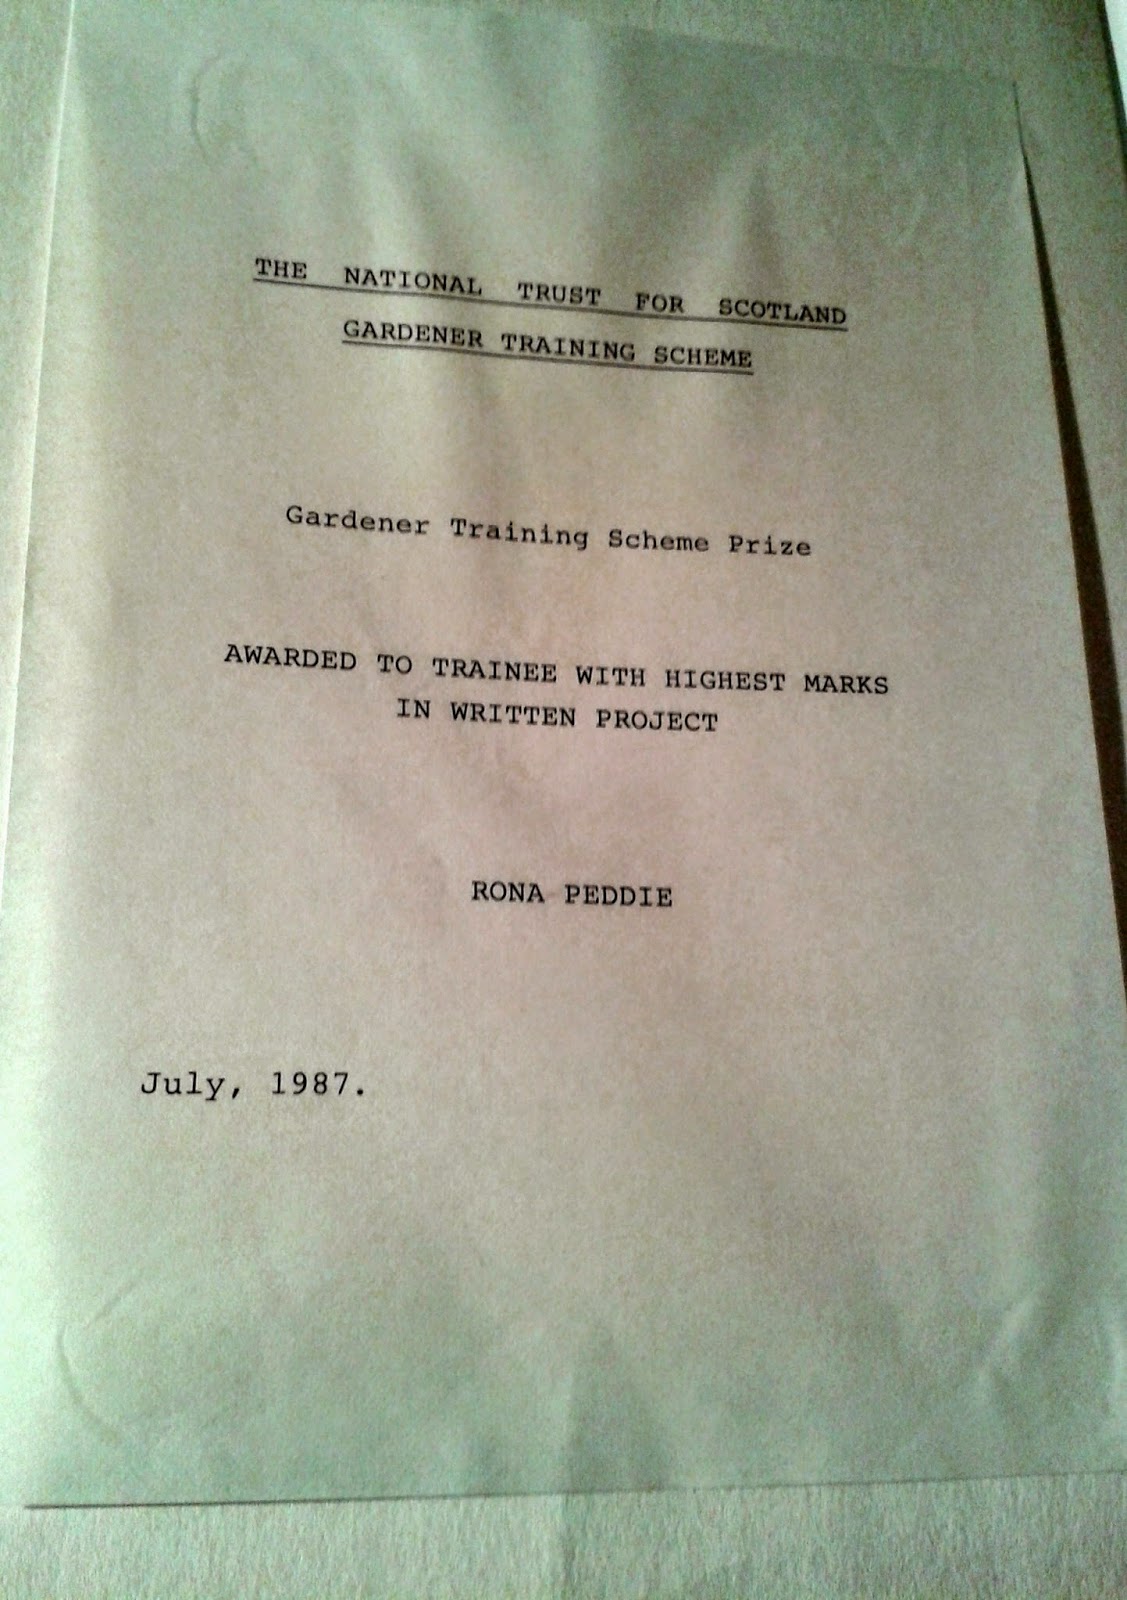 THE NATIONAL TRUST FOR SCOTLAND
GARDENER TRAINING SCHEME
Gardener Training Scheme Prize
AWARDED TO TRAINEE WITH HIGHEST MARKS
IN WRITTEN PROJECT
RONA PEDDIE
July, 1987.